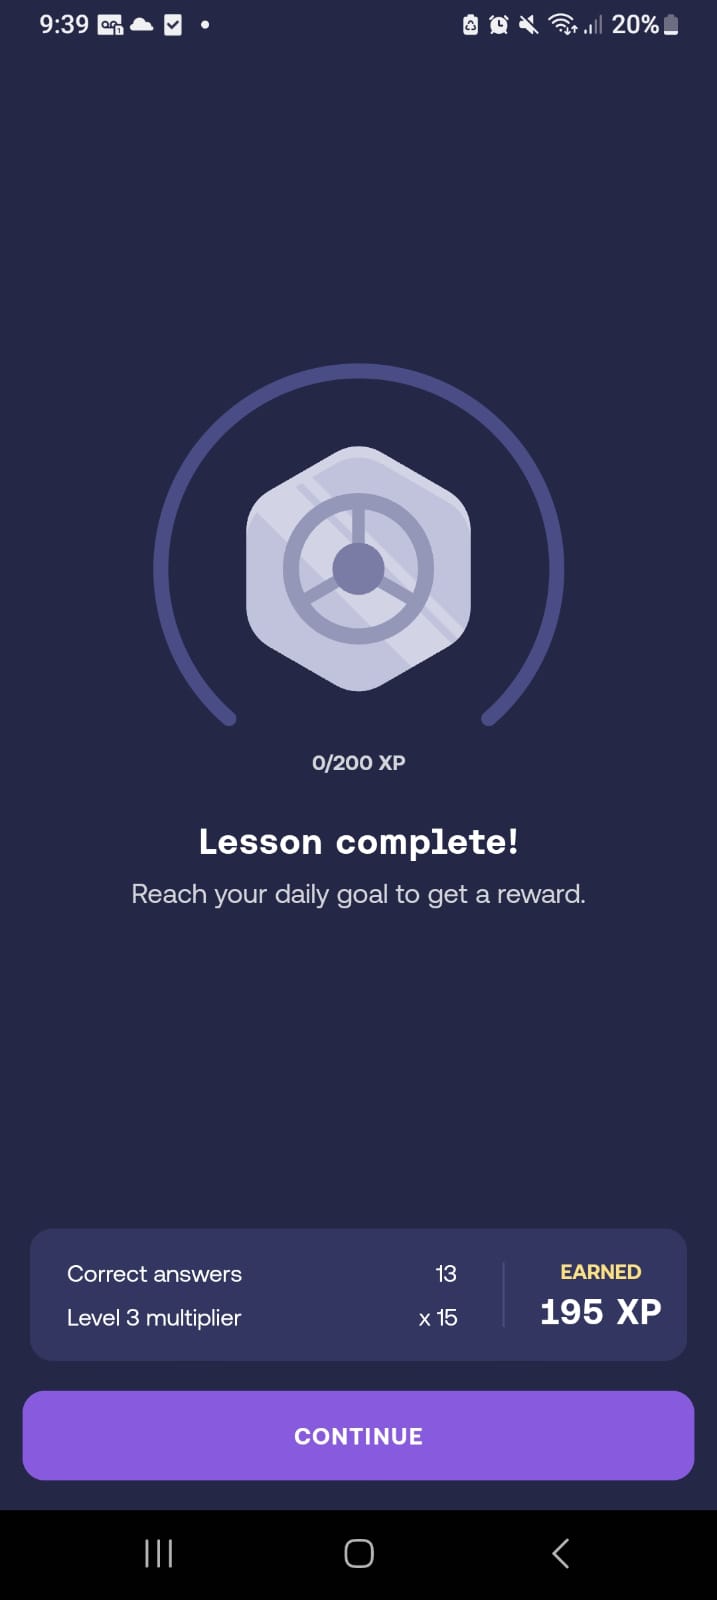 9:39 20%
0/200 XP
Lesson complete!
Reach your daily goal to get a reward.
Correct answers 13
Level 3 multiplier x 15
EARNED
195 XP
CONTINUE